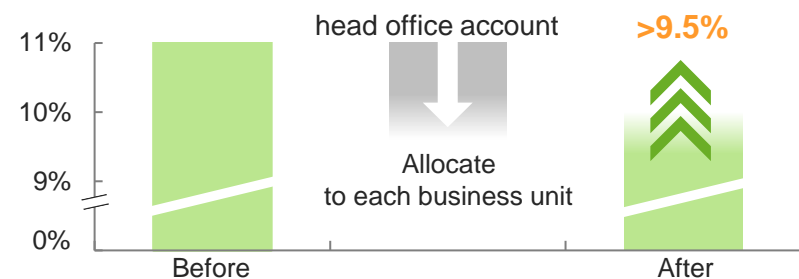 head office account
>9.5%
11%
10%
Allocate
to each business unit
9%
0%
Before
After